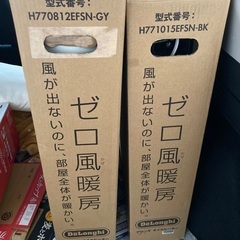 型式番号：
H770812EFSN-GY
ゼロ風暖房
風が出ないのに、部屋全体が暖かい。
DeLonghi
型式番号：
H771015EFSN-BK
ゼロ風暖房
風が出ないのに、部屋全体が暖かい。
DeLonghi